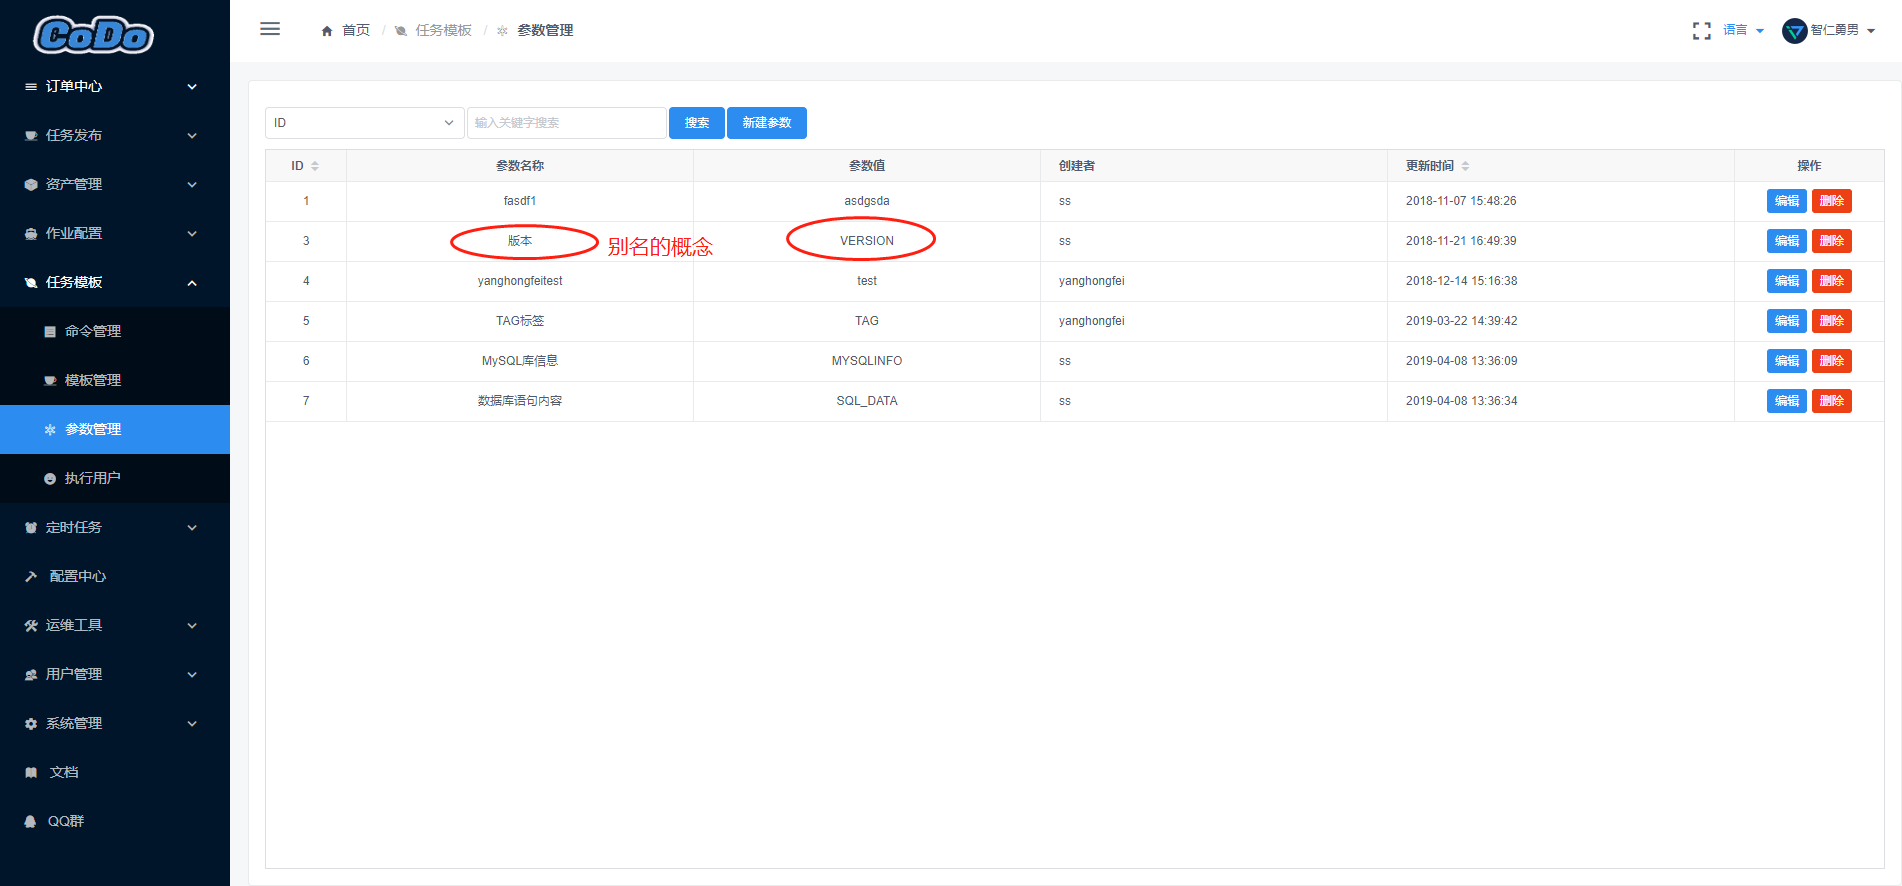 CoDo
订单中心
任务发布
资产管理
作业配置
任务模板
命令管理
模板管理
参数管理
执行用户
定时任务
配置中心
运维工具
用户管理
系统管理
文档
QQ群
首页 / 任务模板 / 参数管理
语言 智仁勇男
ID 输入关键字搜索 搜索 新建参数
ID 参数名称 参数值 创建者 更新时间 操作
1 fasdf1 asdgsda ss 2018-11-07 15:48:26 编辑 删除
3 版本 别名的概念 VERSION ss 2018-11-21 16:49:39 编辑 删除
4 yanghongfeitest test yanghongfei 2018-12-14 15:16:38 编辑 删除
5 TAG标签 TAG yanghongfei 2019-03-22 14:39:42 编辑 删除
6 MySQL库信息 MYSQLINFO ss 2019-04-08 13:36:09 编辑 删除
7 数据库语句内容 SQL_DATA ss 2019-04-08 13:36:34 编辑 删除